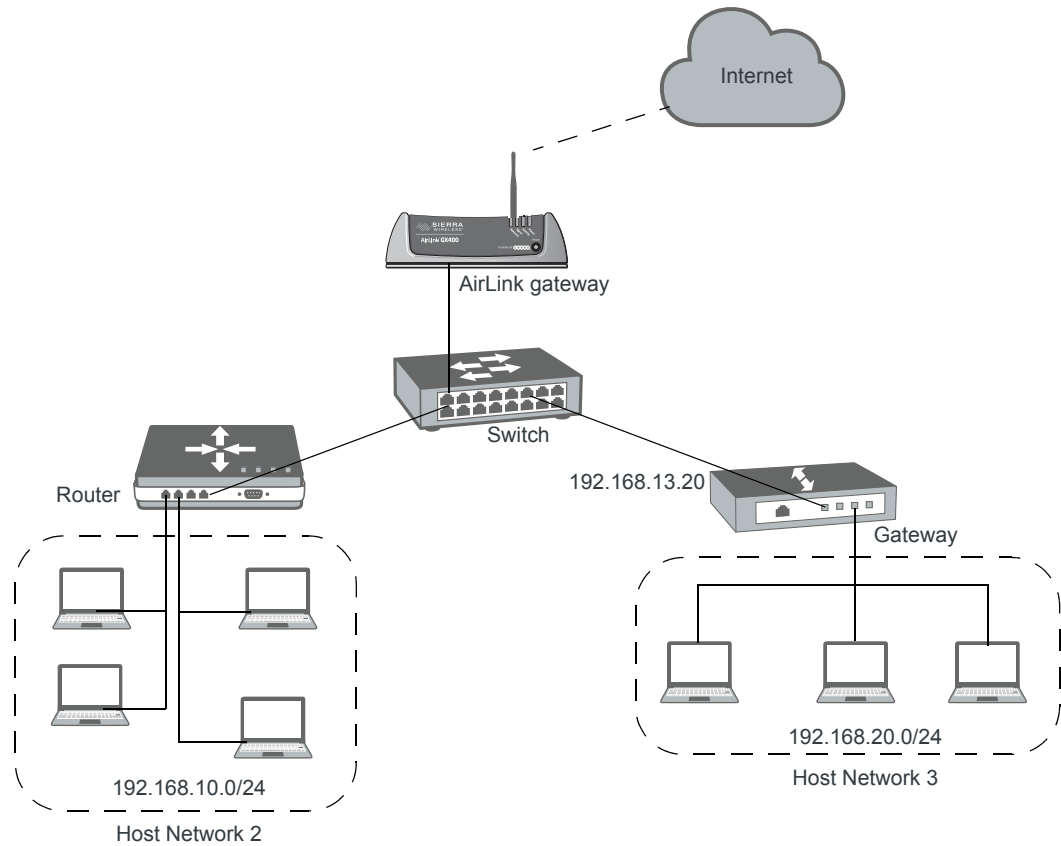 Internet
SIERRA
WIRELESS
AirLink GX400
AirLink gateway
Switch
192.168.13.20
Router
Gateway
192.168.20.0/24
Host Network 3
192.168.10.0/24
Host Network 2